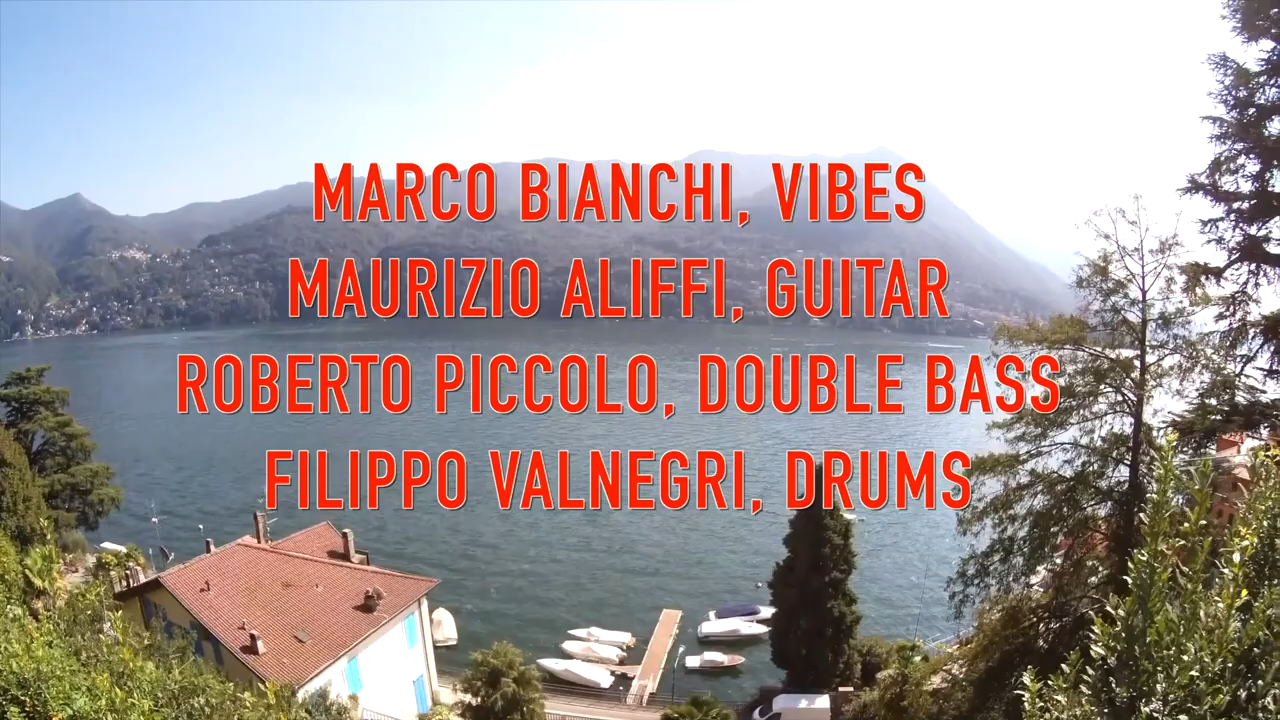 MARCO BIANCHI, VIBES
MAURIZIO ALIFFI, GUITAR
ROBERTO PICCOLO, DOUBLE BASS
FILIPPO VALNEGRI, DRUMS